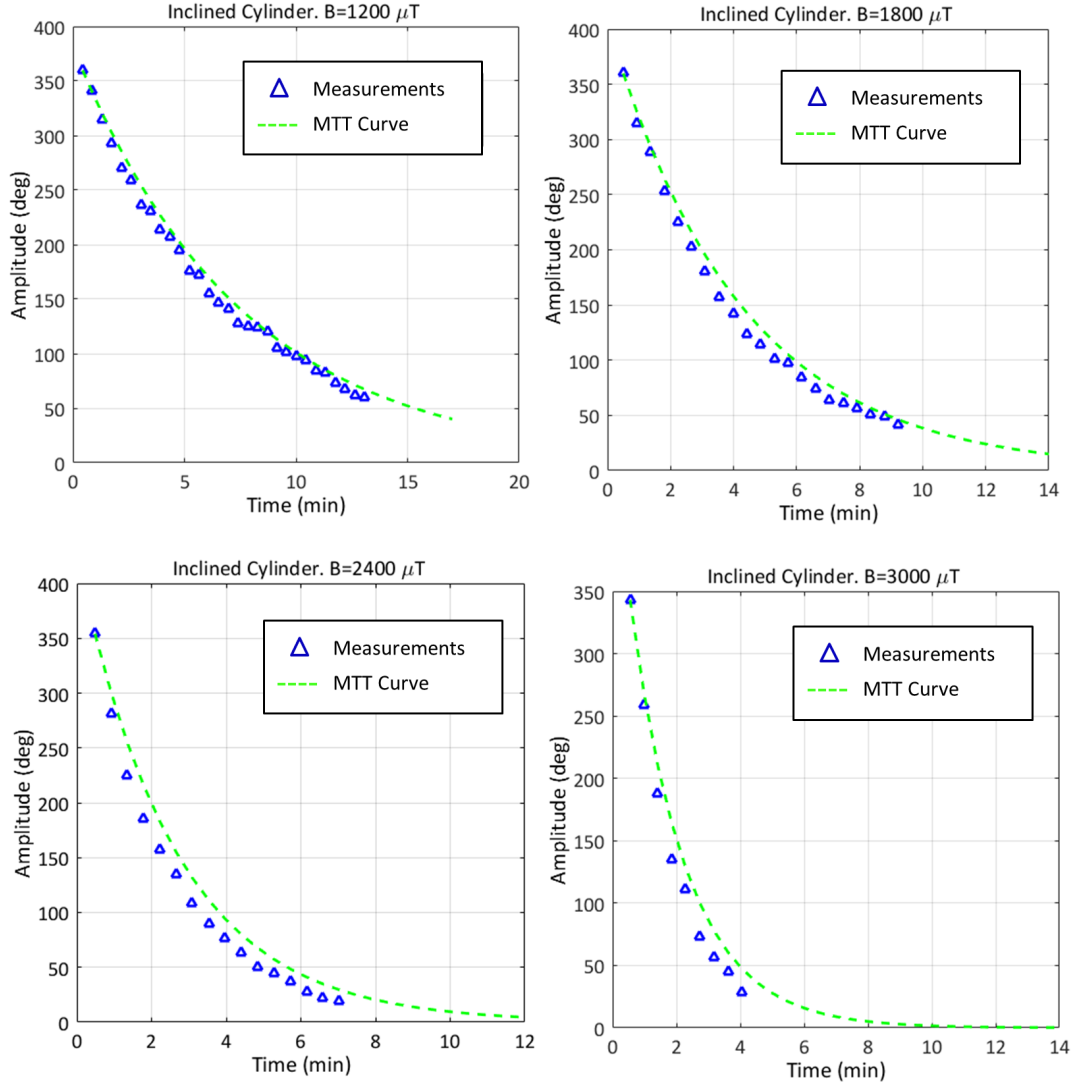 Inclined Cylinder. B=1200 μT
400
350
300
250
200
150
100
50
0
Amplitude (deg)
Measurements
MTT Curve
0 5 10 15 20
Time (min)
Inclined Cylinder. B=1800 μT
400
350
300
250
200
150
100
50
0
Amplitude (deg)
Measurements
MTT Curve
0 2 4 6 8 10 12 14
Time (min)
Inclined Cylinder. B=2400 μT
400
350
300
250
200
150
100
50
0
Amplitude (deg)
Measurements
MTT Curve
0 2 4 6 8 10 12
Time (min)
Inclined Cylinder. B=3000 μT
350
300
250
200
150
100
50
0
Amplitude (deg)
Measurements
MTT Curve
0 2 4 6 8 10 12 14
Time (min)